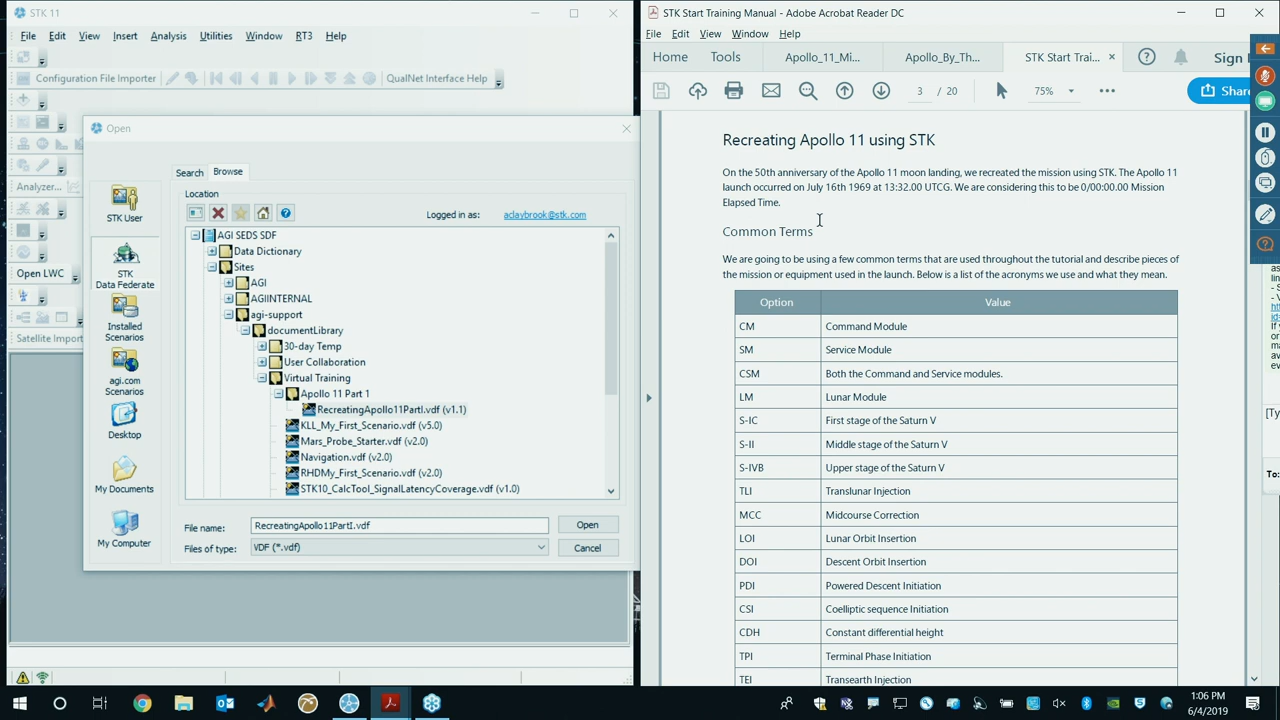 STK 11
File Edit View Insert Analysis Utilities Window RT3 Help
Configuration File Importer
QualNet Interface Help
Analyzer...
Open LWC
Satellite Import
Open
Search Browse
Location
Logged in as: aclaybrook@stk.com
STK User
STK
Data Federate
Installed
Scenarios
agi.com
Scenarios
Desktop
My Documents
My Computer
AGI SEDS SDF
Data Dictionary
Sites
AGI
AGIINTERNAL
agi-support
documentLibrary
30-day Temp
User Collaboration
Virtual Training
Apollo 11 Part 1
RecreatingApollo11PartI.vdf (v1.1)
KLL_My_First_Scenario.vdf (v5.0)
Mars_Probe_Starter.vdf (v2.0)
Navigation.vdf (v2.0)
RHDMy_First_Scenario.vdf (v2.0)
STK10_CalcTool_SignalLatencyCoverage.vdf (v1.0)
File name: RecreatingApollo11PartI.vdf Open
Files of type: VDF (*.vdf) Cancel
STK Start Training Manual - Adobe Acrobat Reader DC
File Edit View Window Help
Home Tools Apollo_11_Mi... Apollo_By_Th... STK Start Trai... × Sign
3 / 20 75% Share
Recreating Apollo 11 using STK
On the 50th anniversary of the Apollo 11 moon landing, we recreated the mission using STK. The Apollo 11
launch occurred on July 16th 1969 at 13:32.00 UTCG. We are considering this to be 0/00:00.00 Mission
Elapsed Time.
Common Terms
We are going to be using a few common terms that are used throughout the tutorial and describe pieces of
the mission or equipment used in the launch. Below is a list of the acronyms we use and what they mean.
Option Value
CM Command Module
SM Service Module
CSM Both the Command and Service modules.
LM Lunar Module
S-IC First stage of the Saturn V
S-II Middle stage of the Saturn V
S-IVB Upper stage of the Saturn V
TLI Translunar Injection
MCC Midcourse Correction
LOI Lunar Orbit Insertion
DOI Descent Orbit Insertion
PDI Powered Descent Initiation
CSI Coelliptic sequence Initiation
CDH Constant differential height
TPI Terminal Phase Initiation
TEI Transearth Injection
[Ty
To:
1:06 PM
6/4/2019